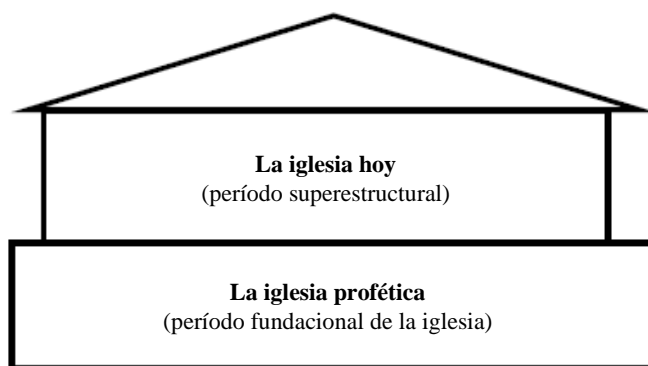 La iglesia hoy
(período superestructural)
La iglesia profética
(período fundacional de la iglesia)